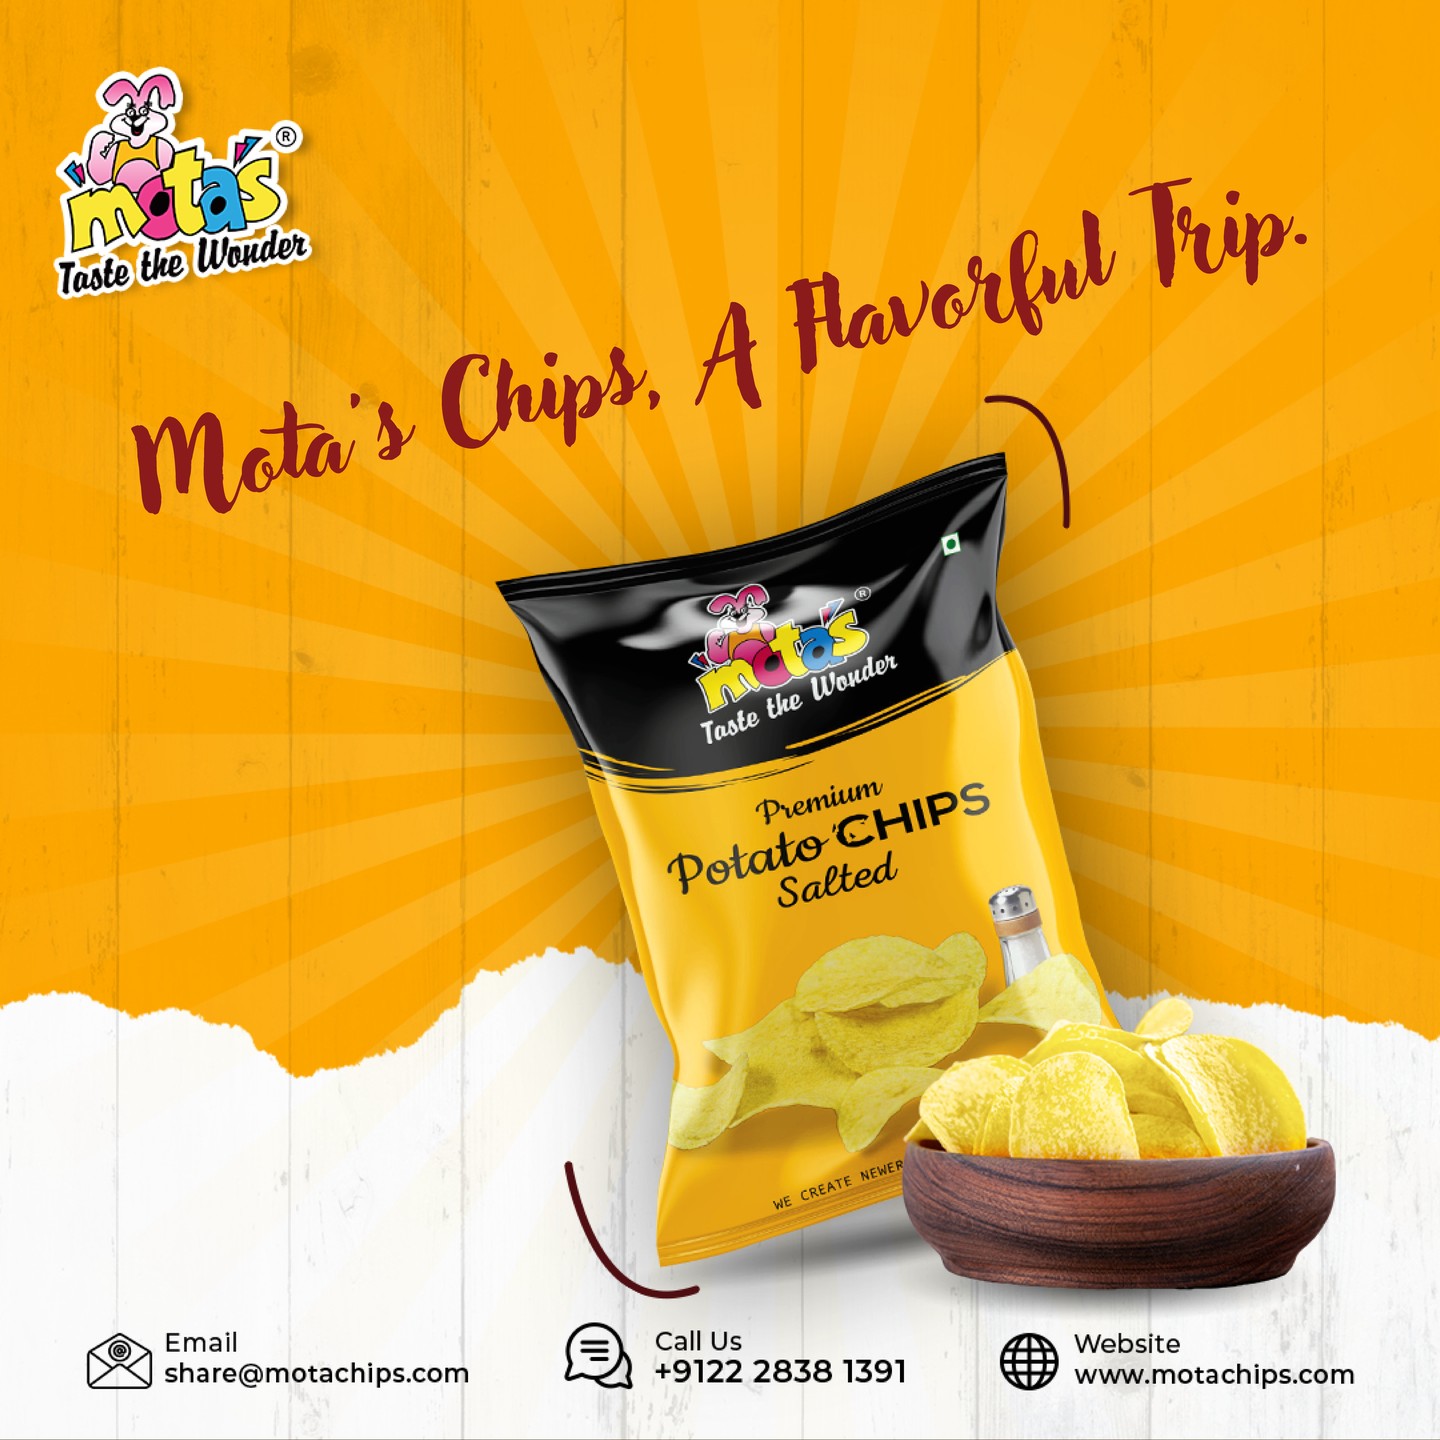 mota's ®
Taste the Wonder
Mota's Chips, A Flavorful Trip.
mota's ®
Taste the Wonder
Premium
Potato CHIPS
Salted
WE CREATE NEWER
Email
share@motachips.com
Call Us
+9122 2838 1391
Website
www.motachips.com